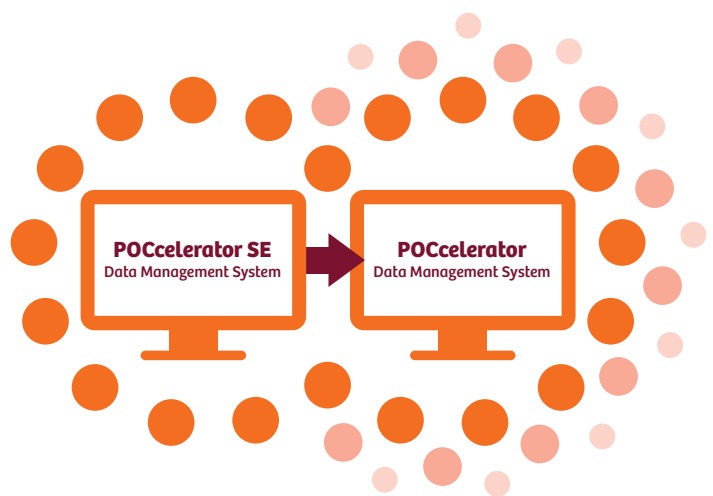 POCcelerator SE
Data Management System
POCcelerator
Data Management System